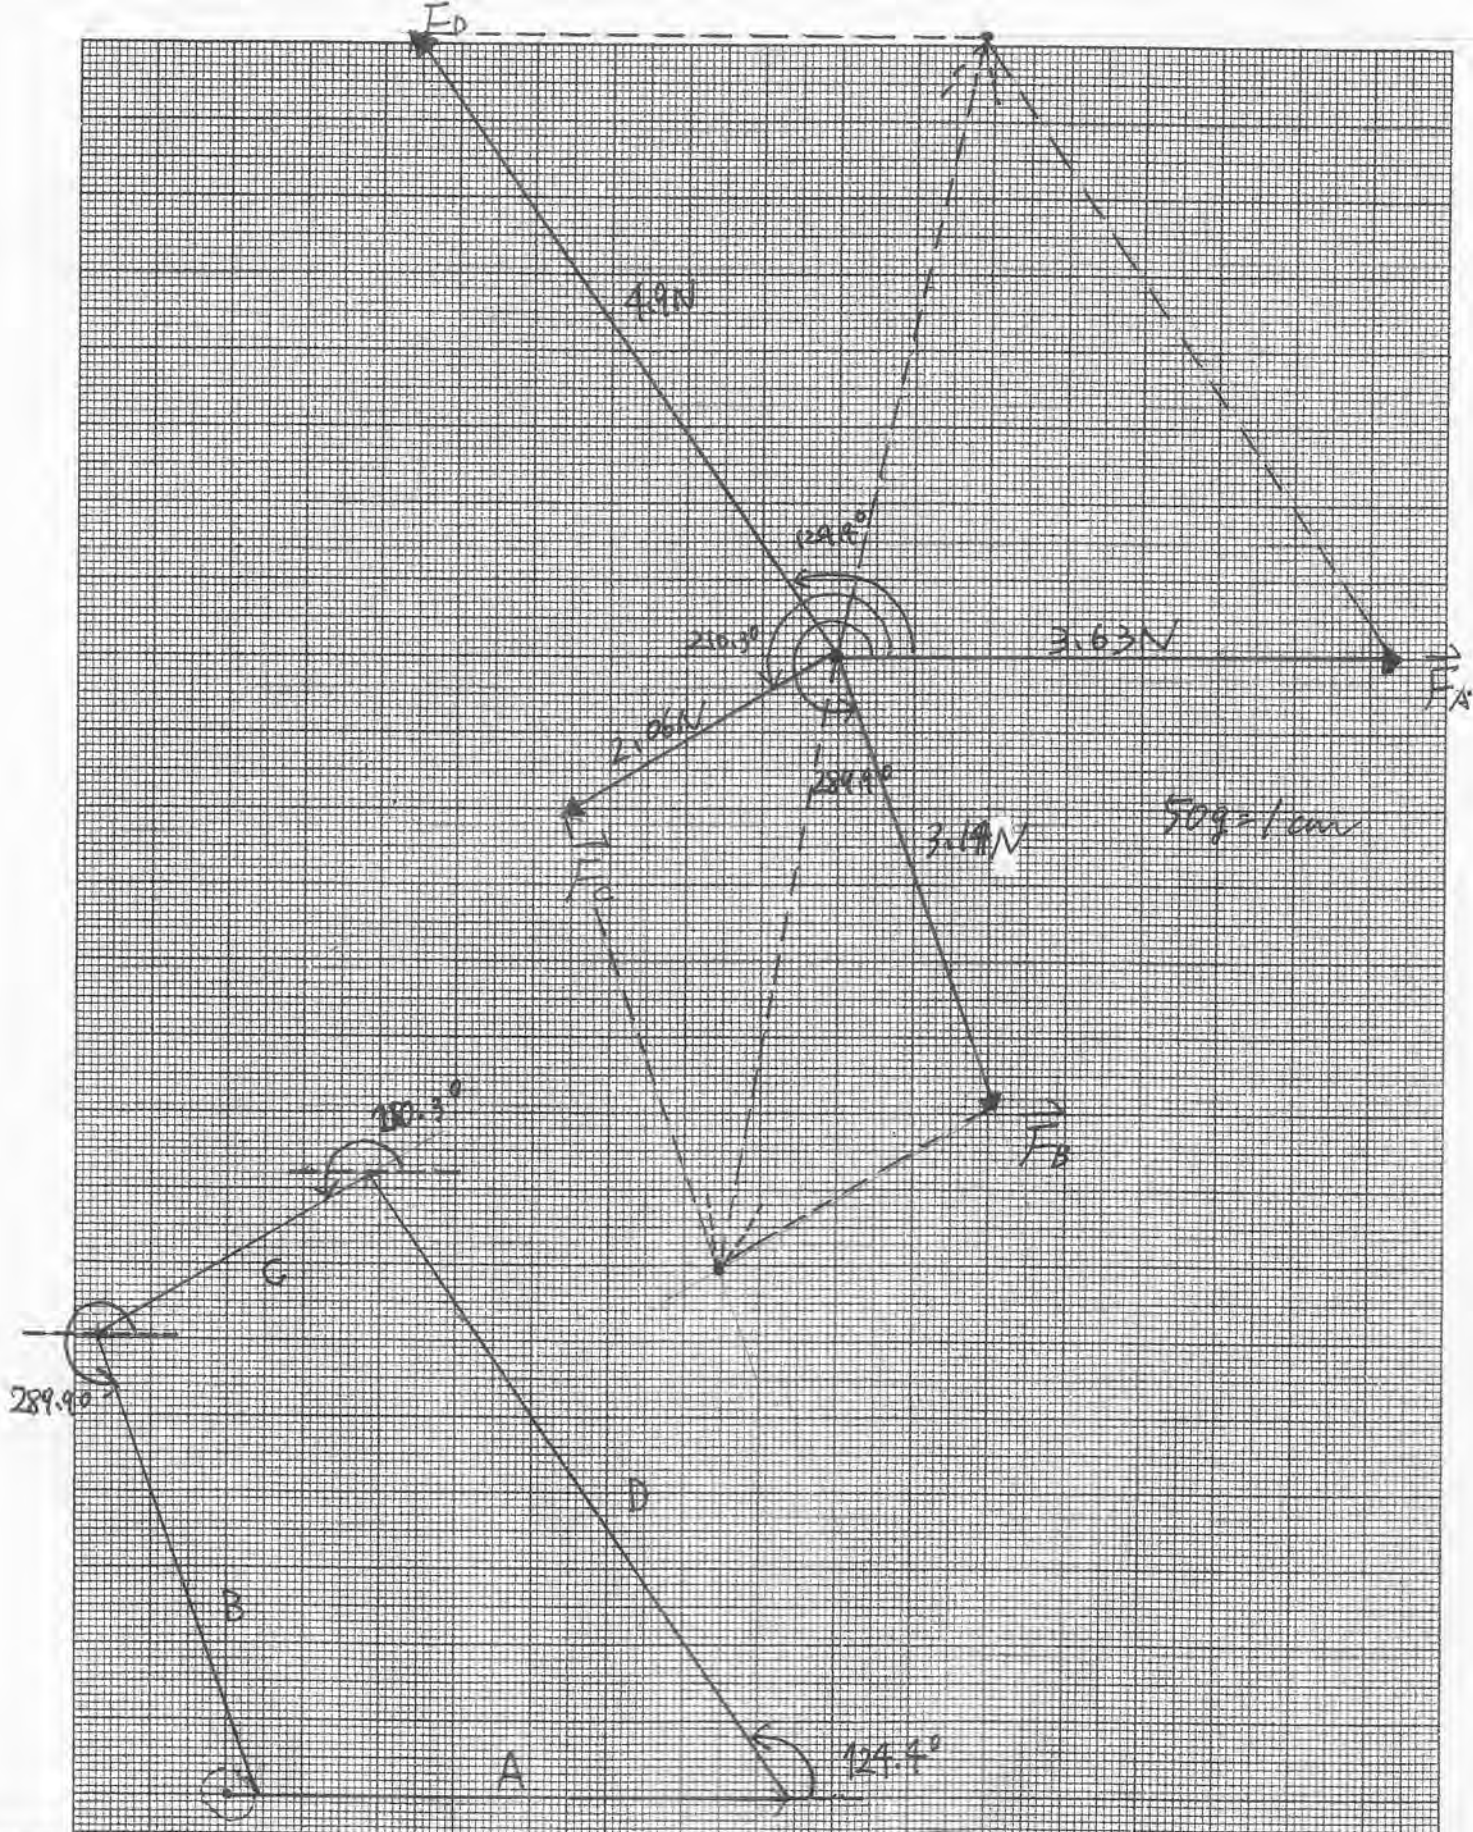 F_D
4.9N
124.4°
210.3°
3.63N
F_A
2.06N
289.9°
50g=1cm
3.14N
F_C
210.3°
F_B
C
289.9°
D
B
A
124.4°